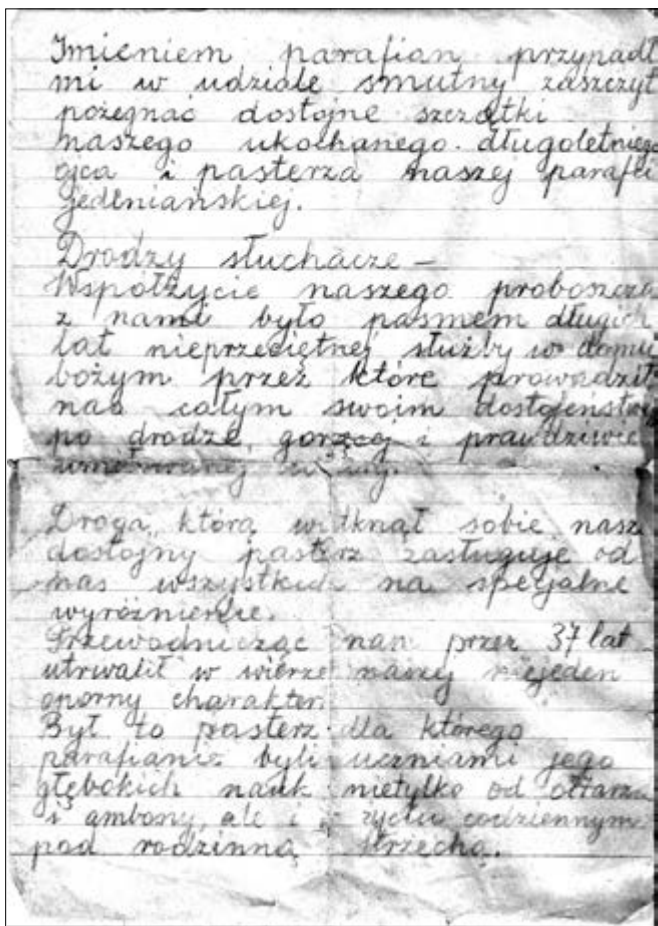 Imieniem parafian przypadł
mi w udziale smutny zaszczyt
pożegnać dostojne szczątki
naszego ukochanego długoletniego
ojca i pasterza naszej parafii
jedlniańskiej.
Drodzy słuchacze –
Współżycie naszego proboszcza
z nami było pasmem długich
lat nieprzeciętnej służby w domu
bożym przez które prowadził
nas całym swoim dostojeństwem
po drodze, gorącej i prawdziwie
umiłowanej
Droga, którą wytknął sobie nasz
dostojny pasterz zasługuje od
nas wszystkich na specjalne
wyróżnienie.
Przewodnicząc nam przez 37 lat
utrwalił w wierze naszej niejeden
oporny charakter.
Był to pasterz dla którego
parafianie byli uczniami jego
głębokich nauk nietylko od ołtarza
i ambony, ale i życiu codziennym
pod rodzinną strzechą.